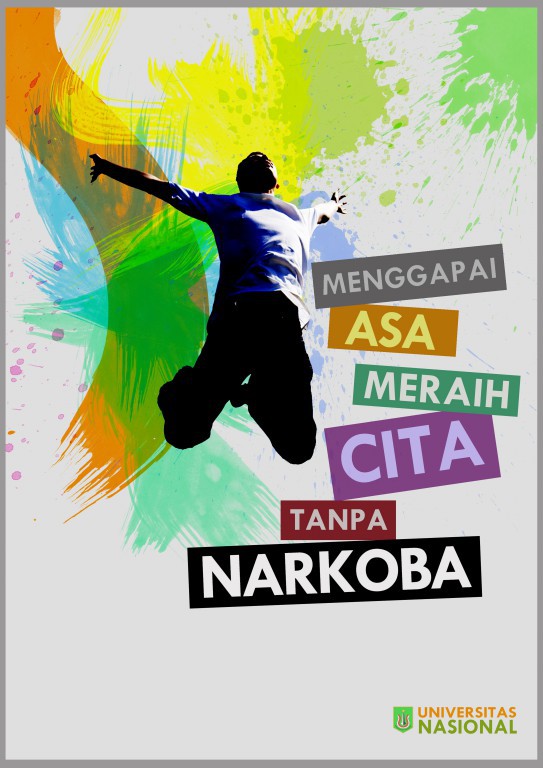 MENGGAPAI
ASA
MERAIH
CITA
TANPA
NARKOBA
UNIVERSITAS
NASIONAL